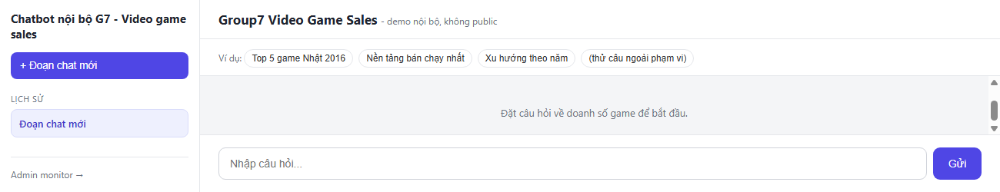 Chatbot nội bộ G7 - Video game
sales
+ Đoạn chat mới
LỊCH SỬ
Đoạn chat mới
Admin monitor →
Group7 Video Game Sales - demo nội bộ, không public
Ví dụ: Top 5 game Nhật 2016 Nền tảng bán chạy nhất Xu hướng theo năm (thử câu ngoài phạm vi)
Đặt câu hỏi về doanh số game để bắt đầu.
Nhập câu hỏi... Gửi